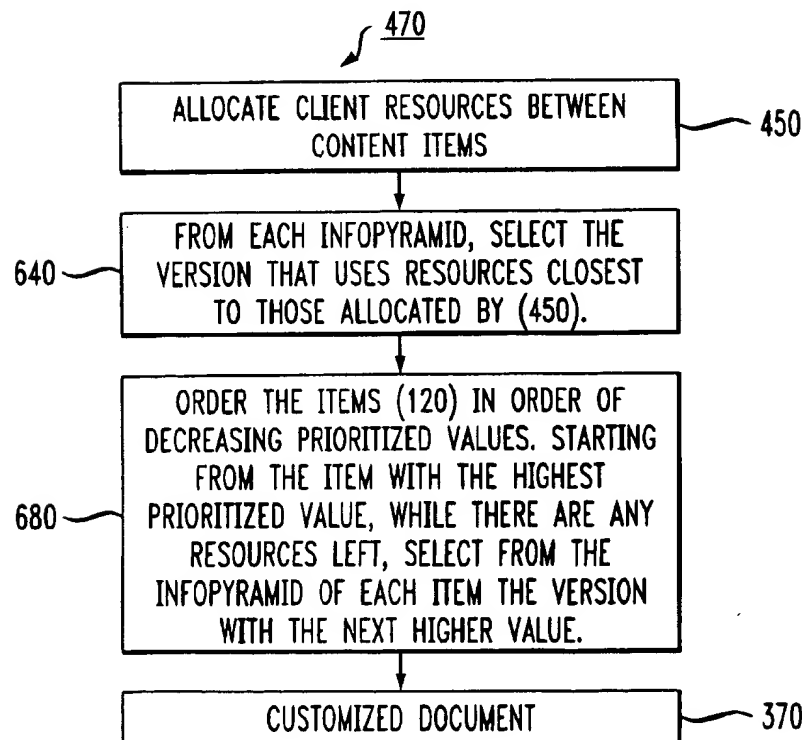 470
ALLOCATE CLIENT RESOURCES BETWEEN
CONTENT ITEMS
450
FROM EACH INFOPYRAMID, SELECT THE
VERSION THAT USES RESOURCES CLOSEST
TO THOSE ALLOCATED BY (450).
640
ORDER THE ITEMS (120) IN ORDER OF
DECREASING PRIORITIZED VALUES. STARTING
FROM THE ITEM WITH THE HIGHEST
PRIORITIZED VALUE, WHILE THERE ARE ANY
RESOURCES LEFT, SELECT FROM THE
INFOPYRAMID OF EACH ITEM THE VERSION
WITH THE NEXT HIGHER VALUE.
680
CUSTOMIZED DOCUMENT
370